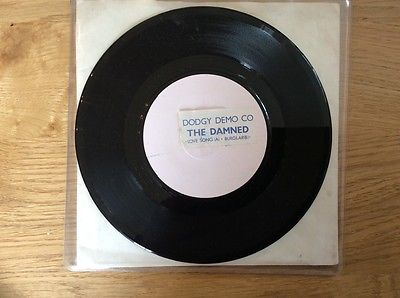 DODGY DEMO CO
THE DAMNED
LOVE SONG (A) • BURGLAR(B)